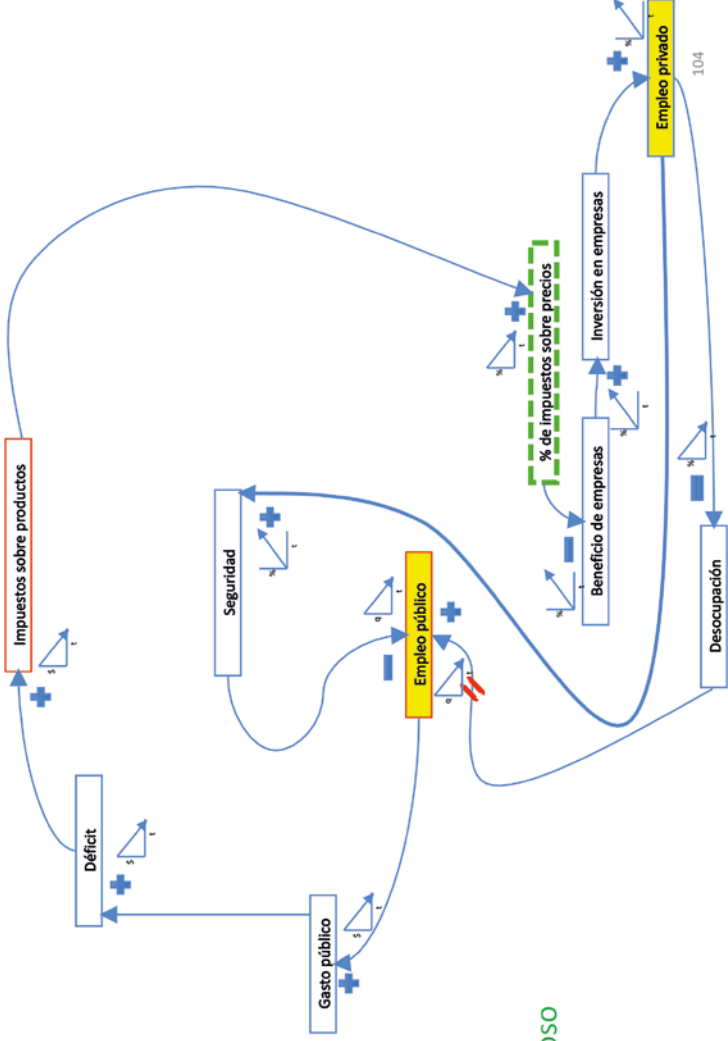 Impuestos sobre productos
$
t
Déficit
$
t
Seguridad
%
t
Gasto público
$
t
Empleo público
q
t
q
t
% de impuestos sobre precios
%
t
Beneficio de empresas
%
t
Inversión en empresas
%
t
Empleo privado
%
t
Desocupación
%
t
OSO
104